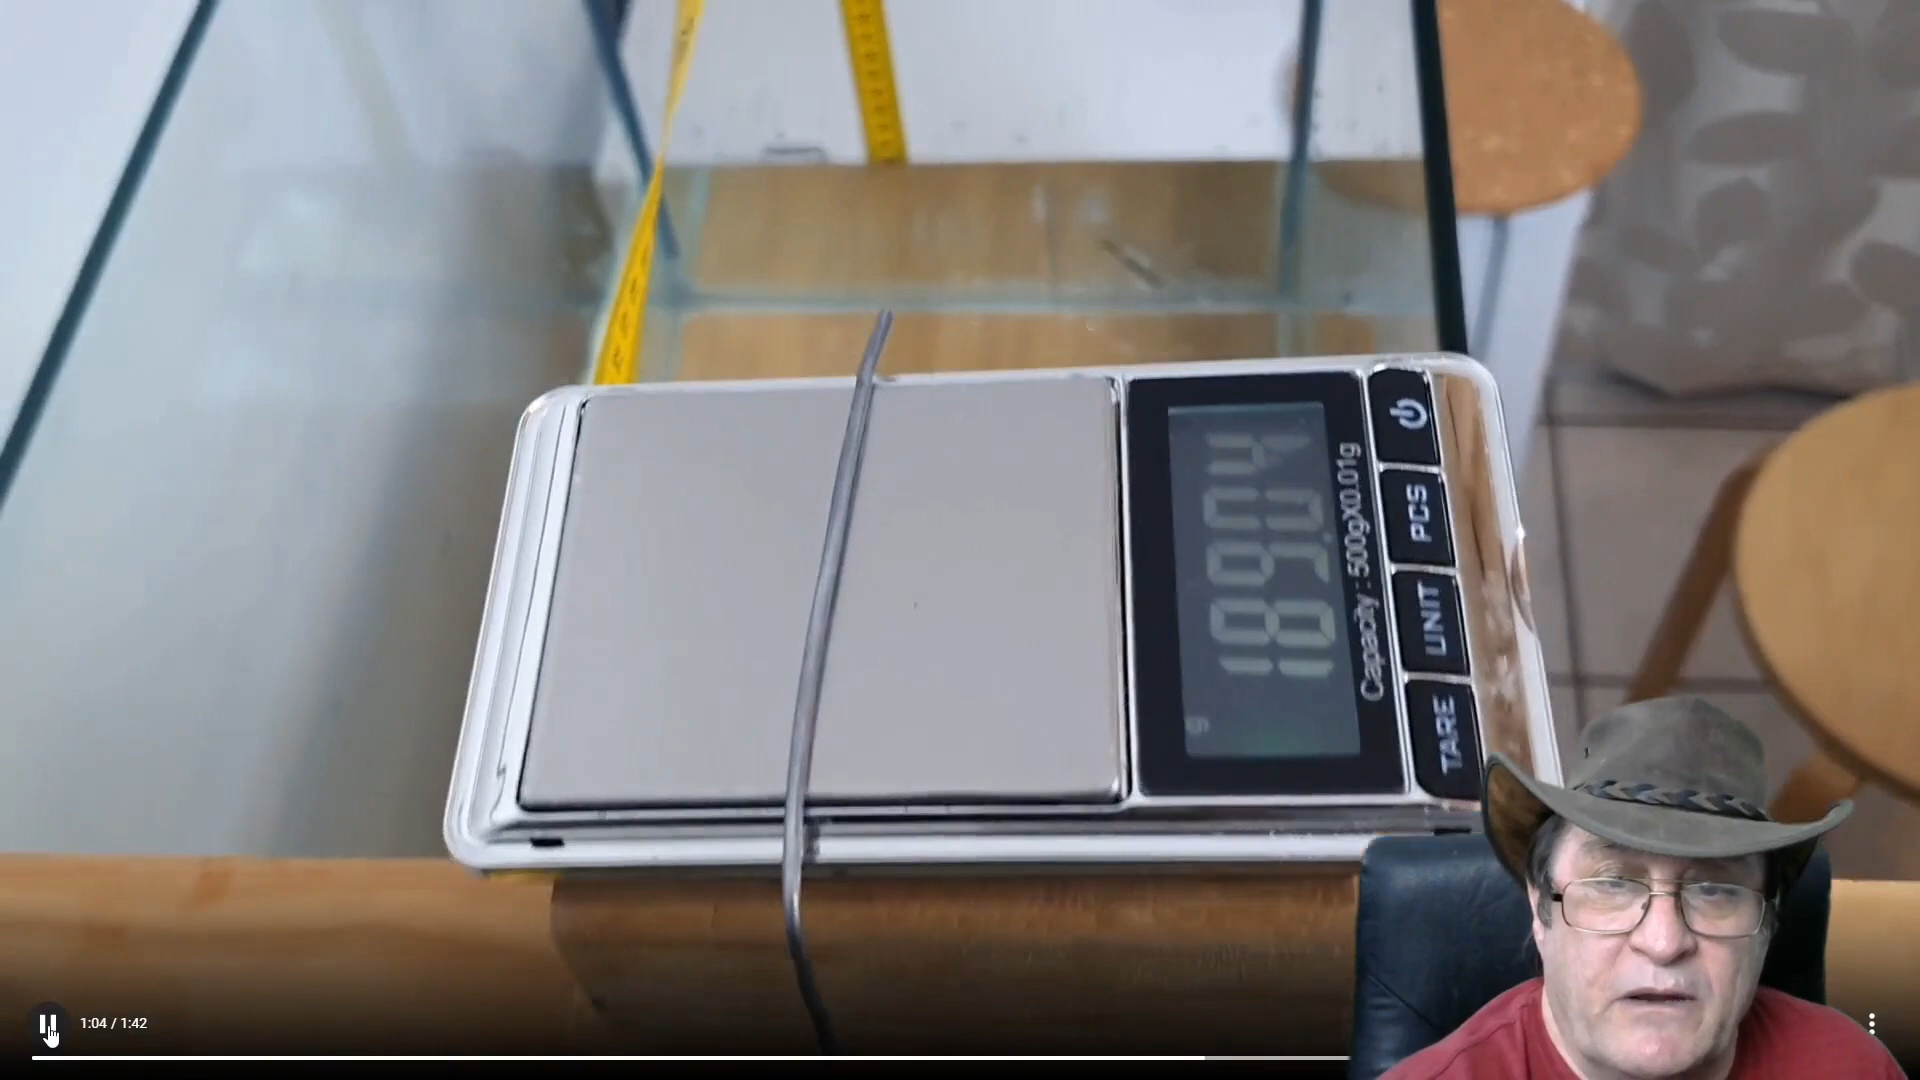 g
189.04
Capacity : 500gX0.01g
TARE
UNIT
PCS
1:04 / 1:42